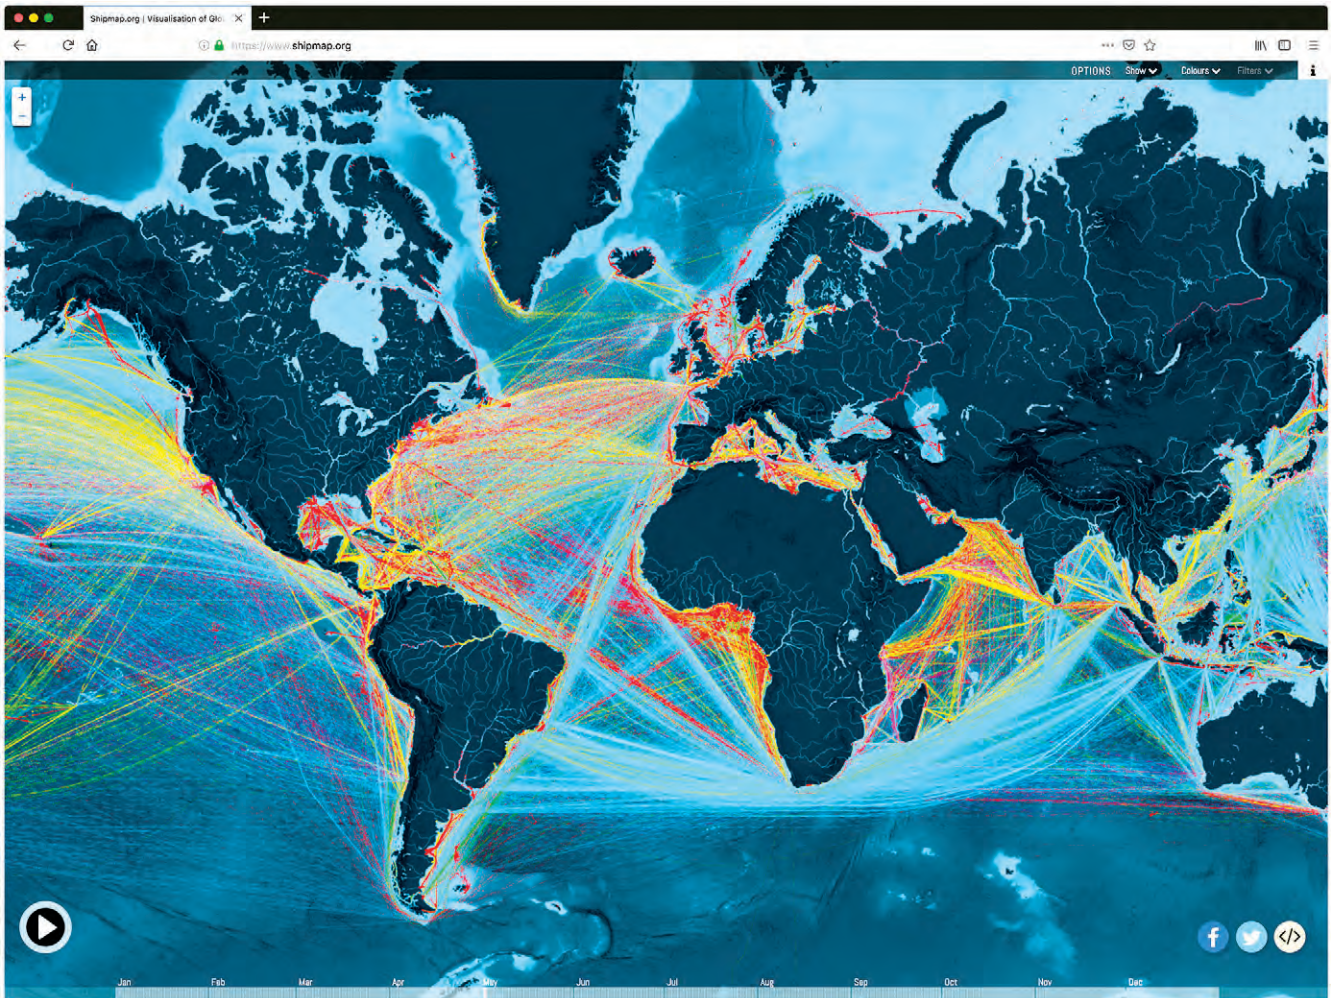 Shipmap.org | Visualisation of Glo
https://www.shipmap.org
OPTIONS Show Colours Filters i
+
−
f </>
Jan Feb Mar Apr May Jun Jul Aug Sep Oct Nov Dec